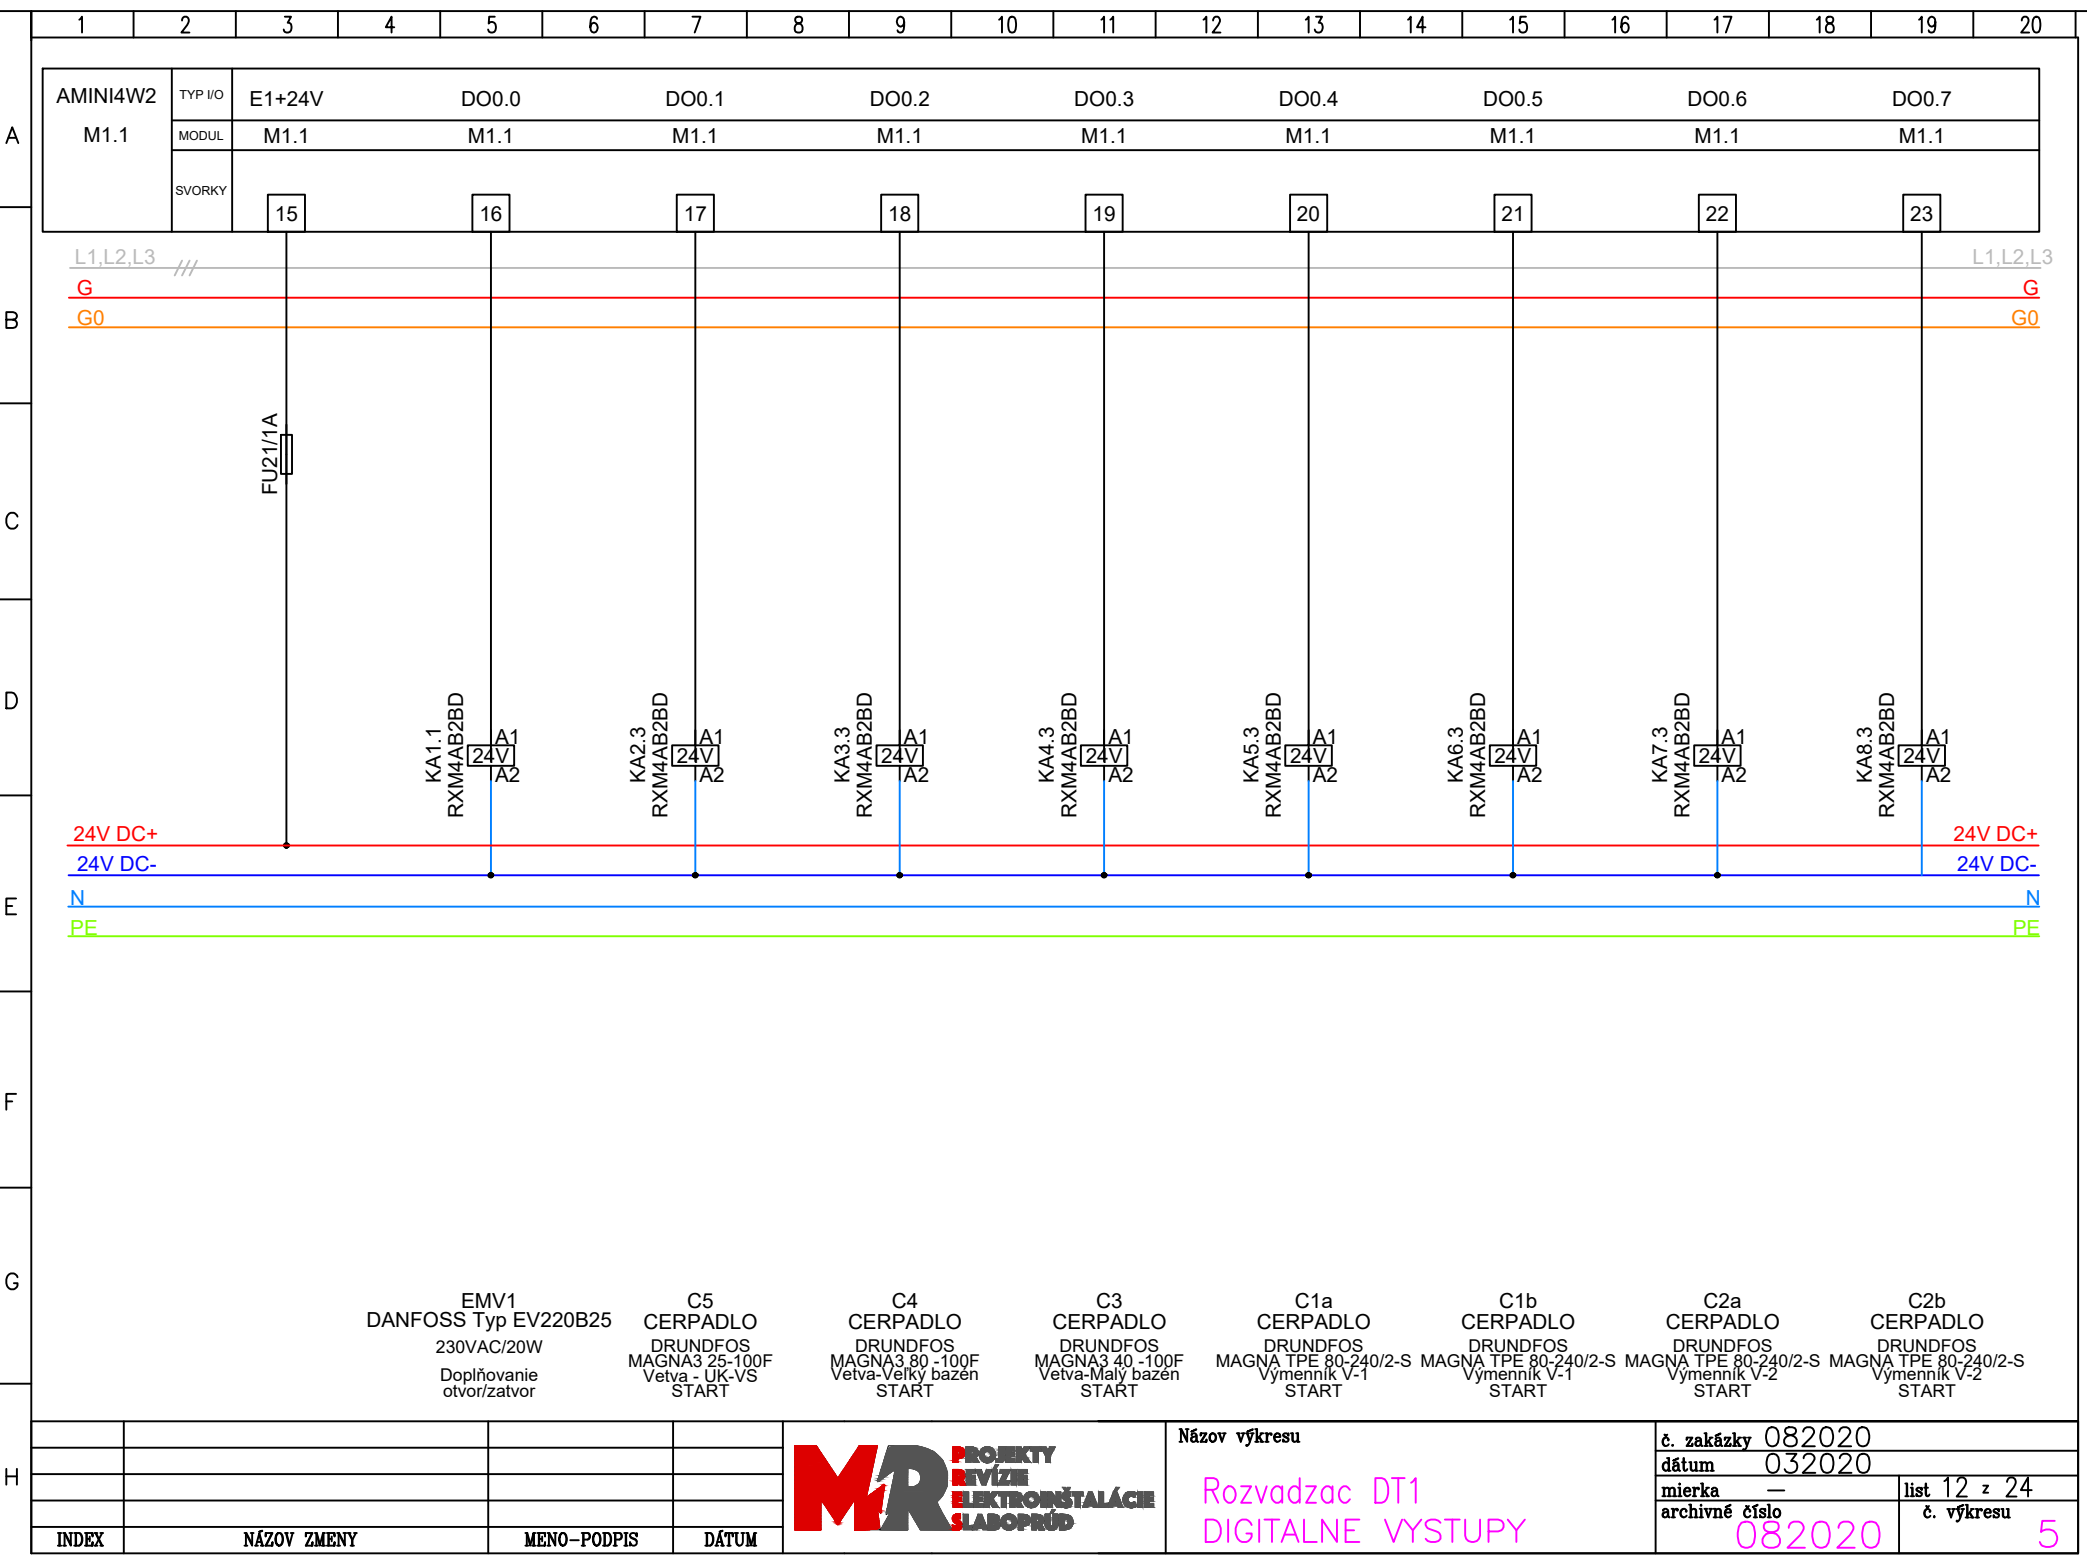 1 2 3 4 5 6 7 8 9 10 11 12 13 14 15 16 17 18 19 20
AMINI4W2 TYP I/O E1+24V DO0.0 DO0.1 DO0.2 DO0.3 DO0.4 DO0.5 DO0.6 DO0.7
A M1.1 MODUL M1.1 M1.1 M1.1 M1.1 M1.1 M1.1 M1.1 M1.1 M1.1
SVORKY
15 16 17 18 19 20 21 22 23
L1,L2,L3 L1,L2,L3
G G
B G0 G0
FU21/1A
C
D
KA1.1 RXM4AB2BD A1 24V A2
KA2.3 RXM4AB2BD A1 24V A2
KA3.3 RXM4AB2BD A1 24V A2
KA4.3 RXM4AB2BD A1 24V A2
KA5.3 RXM4AB2BD A1 24V A2
KA6.3 RXM4AB2BD A1 24V A2
KA7.3 RXM4AB2BD A1 24V A2
KA8.3 RXM4AB2BD A1 24V A2
24V DC+ 24V DC+
24V DC- 24V DC-
E N N
PE PE
F
G
EMV1
DANFOSS Typ EV220B25
230VAC/20W
Doplňovanie
otvor/zatvor
C5
CERPADLO
DRUNDFOS
MAGNA3 25-100F
Vetva - UK-VS
START
C4
CERPADLO
DRUNDFOS
MAGNA3 80 -100F
Vetva-Veľký bazén
START
C3
CERPADLO
DRUNDFOS
MAGNA3 40 -100F
Vetva-Malý bazén
START
C1a
CERPADLO
DRUNDFOS
MAGNA TPE 80-240/2-S
Výmenník V-1
START
C1b
CERPADLO
DRUNDFOS
MAGNA TPE 80-240/2-S
Výmenník V-1
START
C2a
CERPADLO
DRUNDFOS
MAGNA TPE 80-240/2-S
Výmenník V-2
START
C2b
CERPADLO
DRUNDFOS
MAGNA TPE 80-240/2-S
Výmenník V-2
START
H
INDEX NÁZOV ZMENY MENO-PODPIS DÁTUM
MR
PROJEKTY
REVÍZIE
ELEKTROINŠTALÁCIE
SLABOPRÚD
Názov výkresu
Rozvadzac DT1
DIGITALNE VYSTUPY
č. zakázky 082020
dátum 032020
mierka — list 12 z 24
archivné číslo č. výkresu
082020 5